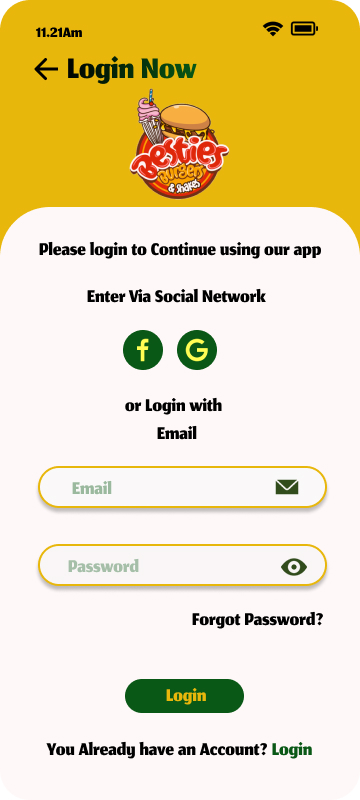 11.21Am
Login Now
Besties
Burgers
& Shakes
Please login to Continue using our app
Enter Via Social Network
f G
or Login with
Email
Email
Password
Forgot Password?
Login
You Already have an Account? Login